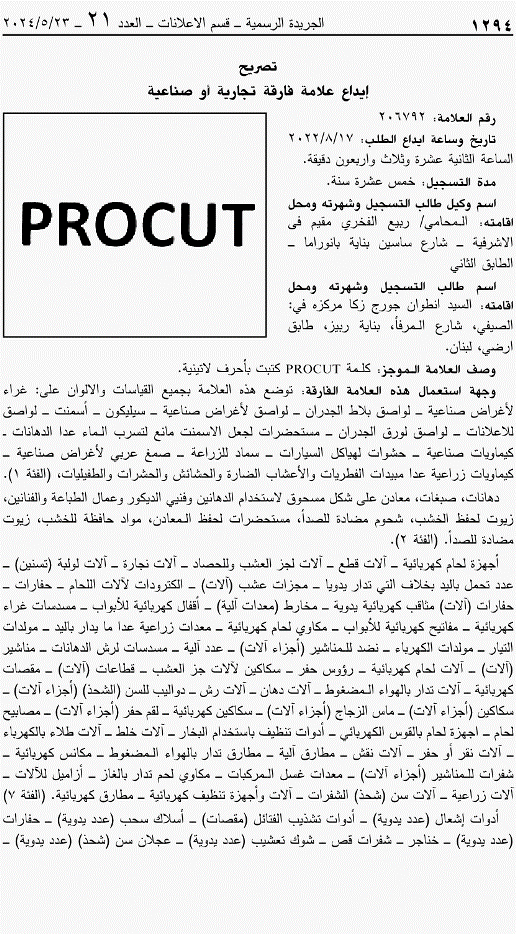 ١٢٩٤ الجريدة الرسمية – قسم الاعلانات – العدد ٢١ – ٢٠٢٤/٥/٢٣
تصريح
إيداع علامة فارقة تجارية أو صناعية
رقم العلامة: ٢٠٦٧٩٢
تاريخ وساعة ايداع الطلب: ٢٠٢٢/٨/١٧
الساعة الثانية عشرة وثلاث واربعون دقيقة.
مدة التسجيل: خمس عشرة سنة.
اسم وكيل طالب التسجيل وشهرته ومحل
اقامته: المحامي/ ربيع الفخري مقيم فى
الاشرفية – شارع ساسين بناية بانوراما –
الطابق الثاني
اسم طالب التسجيل وشهرته ومحل
اقامته: السيد انطوان جورج زكا مركزه في:
الصيفي، شارع المرفأ، بناية ربيز، طابق
ارضي، لبنان.
PROCUT
وصف العلامة الموجز: كلمة PROCUT كتبت بأحرف لاتينية.
وجهة استعمال هذه العلامة الفارقة: توضع هذه العلامة بجميع القياسات والالوان على: غراء
لأغراض صناعية – لواصق بلاط الجدران – لواصق لأغراض صناعية – سيليكون – أسمنت – لواصق
للاعلانات – لواصق لورق الجدران – مستحضرات لجعل الاسمنت مانع لتسرب الماء عدا الدهانات –
كيماويات صناعية – حشوات لهياكل السيارات – سماد للزراعة – صمغ عربي لأغراض صناعية –
كيماويات زراعية عدا مبيدات الفطريات والأعشاب الضارة والحشائش والحشرات والطفيليات، (الفئة ١).
دهانات، صبغات، معادن على شكل مسحوق لاستخدام الدهانين وفنيي الديكور وعمال الطباعة والفنانين،
زيوت لحفظ الخشب، شحوم مضادة للصدأ، مستحضرات لحفظ المعادن، مواد حافظة للخشب، زيوت
مضادة للصدأ. (الفئة ٢).
أجهزة لحام كهربائية – آلات قطع – آلات لجز العشب وللحصاد – آلات نجارة – آلات لولبة (تسنين) –
عدد تحمل باليد بخلاف التي تدار يدويا – مجزات عشب (آلات) – الكترودات لآلات اللحام – حفارات –
حفارات (آلات) مثاقب كهربائية يدوية – مخارط (معدات آلية) – أقفال كهربائية للأبواب – مسدسات غراء
كهربائية – مفاتيح كهربائية للأبواب – مكاوي لحام كهربائية – معدات زراعية عدا ما يدار باليد – مولدات
التيار – مولدات الكهرباء – نضد للمناشير (أجزاء آلات) – عدد آلية – مسدسات لرش الدهانات – مناشير
(آلات) – آلات لحام كهربائية – رؤوس حفر – سكاكين لآلات جز العشب – قطاعات (آلات) – مقصات
كهربائية – آلات تدار بالهواء المضغوط – آلات دهان – آلات رش – دواليب للسن (الشحذ) (أجزاء آلات) –
سكاكين (أجزاء آلات) – ماس الزجاج (أجزاء آلات) – سكاكين كهربائية – لقم حفر (أجزاء آلات) – مصابيح
لحام – اجهزة لحام بالقوس الكهربائي – أدوات تنظيف باستخدام البخار – آلات خلط – آلات طلاء بالكهرباء
– آلات نقر أو حفر – آلات نقش – مطارق آلية – مطارق تدار بالهواء المضغوط – مكانس كهربائية –
شفرات للمناشير (أجزاء آلات) – معدات غسل المركبات – مكاوي لحم تدار بالغاز – أزاميل للآلات –
آلات زراعية – آلات سن (شحذ) الشفرات – آلات وأجهزة تنظيف كهربائية – مطارق كهربائية. (الفئة ٧)
أدوات إشعال (عدد يدوية) – أدوات تشذيب الفتائل (مقصات) – أسلاك سحب (عدد يدوية) – حفارات
(عدد يدوية) – خناجر – شفرات قص – شوك تعشيب (عدد يدوية) – عجلان سن (شحذ) (عدد يدوية) –